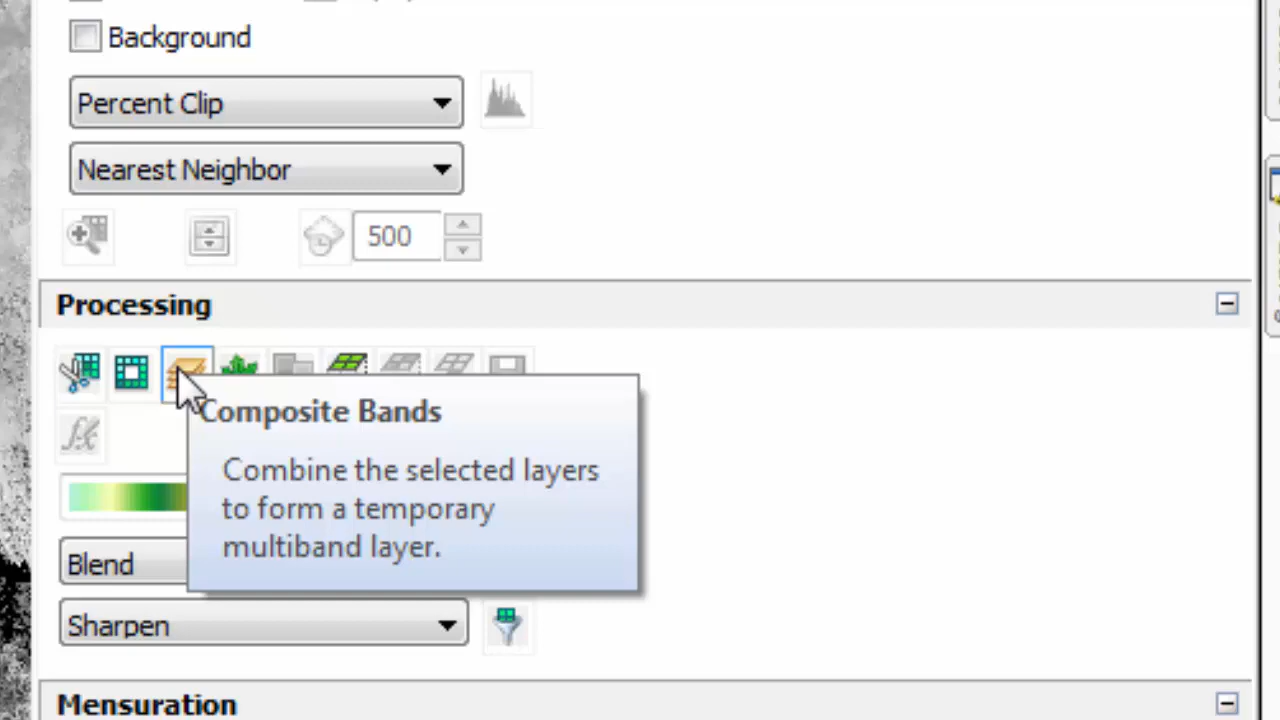 Background
Percent Clip
Nearest Neighbor
500
Processing
Composite Bands
Combine the selected layers
to form a temporary
multiband layer.
Blend
Sharpen
Mensuration